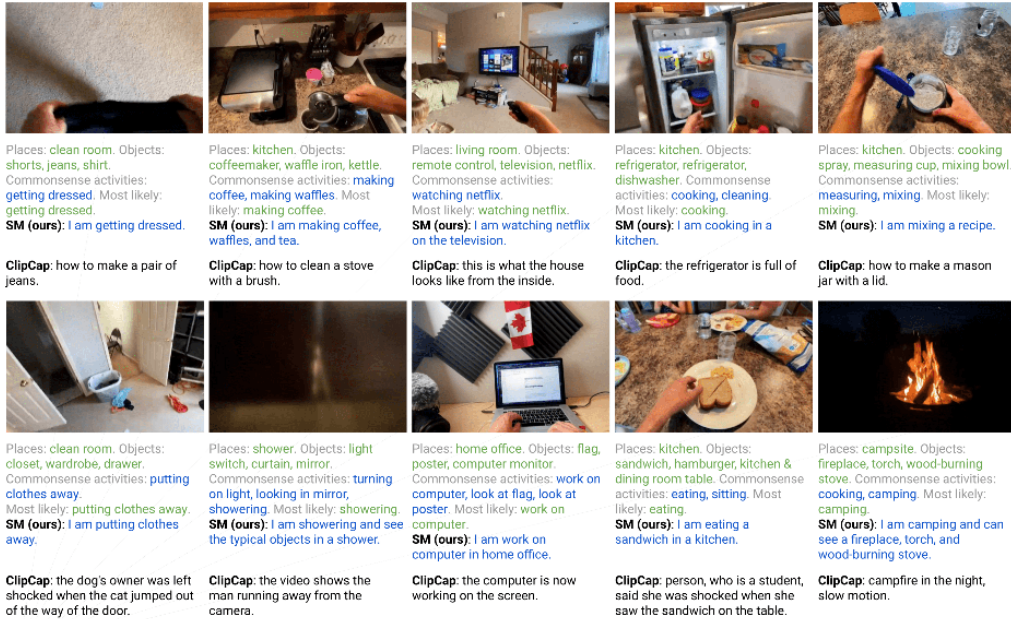 Places: clean room. Objects:
shorts, jeans, shirt.
Commonsense activities:
getting dressed. Most likely:
getting dressed.
SM (ours): I am getting dressed.
ClipCap: how to make a pair of
jeans.
Places: kitchen. Objects:
coffeemaker, waffle iron, kettle.
Commonsense activities: making
coffee, making waffles. Most
likely: making coffee.
SM (ours): I am making coffee,
waffles, and tea.
ClipCap: how to clean a stove
with a brush.
Places: living room. Objects:
remote control, television, netflix.
Commonsense activities:
watching netflix.
Most likely: watching netflix.
SM (ours): I am watching netflix
on the television.
ClipCap: this is what the house
looks like from the inside.
Places: kitchen. Objects:
refrigerator, refrigerator,
dishwasher. Commonsense
activities: cooking, cleaning.
Most likely: cooking.
SM (ours): I am cooking in a
kitchen.
ClipCap: the refrigerator is full of
food.
Places: kitchen. Objects: cooking
spray, measuring cup, mixing bowl.
Commonsense activities:
measuring, mixing. Most likely:
mixing.
SM (ours): I am mixing a recipe.
ClipCap: how to make a mason
jar with a lid.
Places: clean room. Objects:
closet, wardrobe, drawer.
Commonsense activities: putting
clothes away.
Most likely: putting clothes away.
SM (ours): I am putting clothes
away.
ClipCap: the dog's owner was left
shocked when the cat jumped out
of the way of the door.
Places: shower. Objects: light
switch, curtain, mirror.
Commonsense activities: turning
on light, looking in mirror,
showering. Most likely: showering.
SM (ours): I am showering and see
the typical objects in a shower.
ClipCap: the video shows the
man running away from the
camera.
Places: home office. Objects: flag,
poster, computer monitor.
Commonsense activities: work on
computer, look at flag, look at
poster. Most likely: work on
computer.
SM (ours): I am work on
computer in home office.
ClipCap: the computer is now
working on the screen.
Places: kitchen. Objects:
sandwich, hamburger, kitchen &
dining room table. Commonsense
activities: eating, sitting. Most
likely: eating.
SM (ours): I am eating a
sandwich in a kitchen.
ClipCap: person, who is a student,
said she was shocked when she
saw the sandwich on the table.
Places: campsite. Objects:
fireplace, torch, wood-burning
stove. Commonsense activities:
cooking, camping. Most likely:
camping.
SM (ours): I am camping and can
see a fireplace, torch, and
wood-burning stove.
ClipCap: campfire in the night,
slow motion.